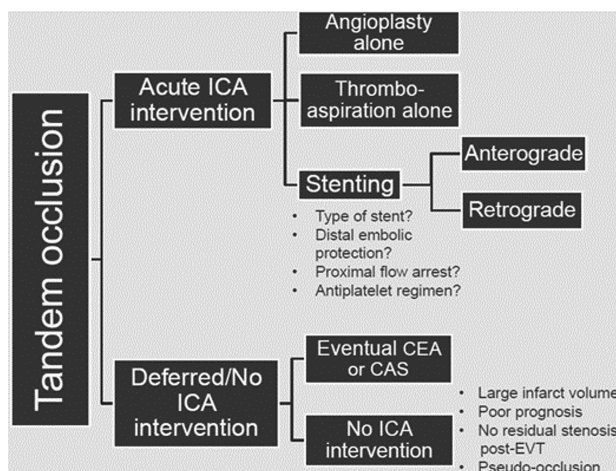 Tandem occlusion
Acute ICA
intervention
Angioplasty
alone
Thrombo-
aspiration alone
Stenting
Anterograde
Retrograde
• Type of stent?
• Distal embolic
protection?
• Proximal flow arrest?
• Antiplatelet regimen?
Deferred/No
ICA
intervention
Eventual CEA
or CAS
No ICA
intervention
• Large infarct volume
• Poor prognosis
• No residual stenosis
post-EVT
• Pseudo-occlusion